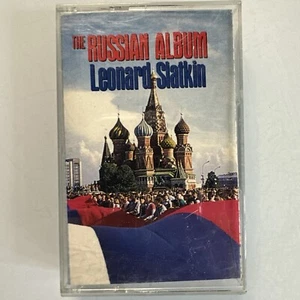 THE RUSSIAN ALBUM
Leonard Slatkin